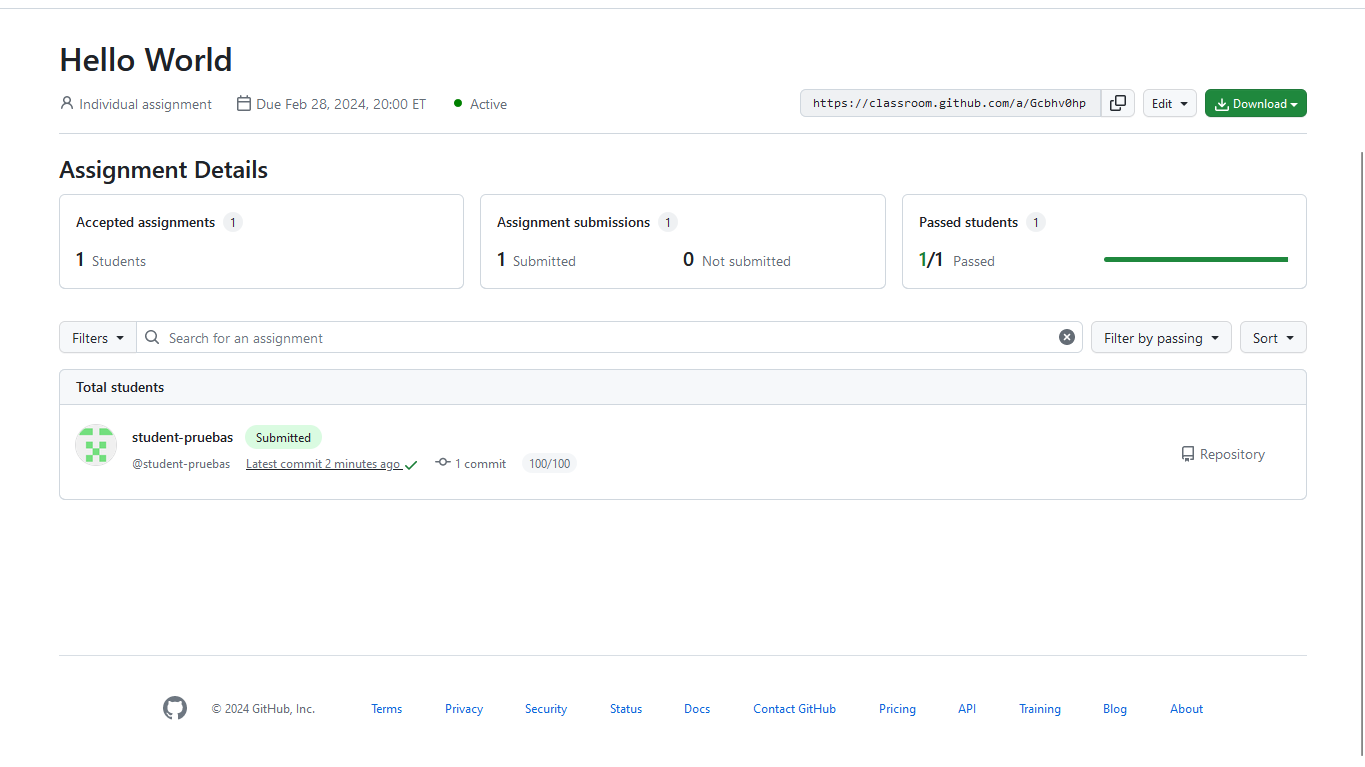 Hello World
Individual assignment Due Feb 28, 2024, 20:00 ET Active https://classroom.github.com/a/Gcbhv0hp Edit Download
Assignment Details
Accepted assignments 1 Assignment submissions 1 Passed students 1
1 Students 1 Submitted 0 Not submitted 1/1 Passed
Filters Search for an assignment Filter by passing Sort
Total students
student-pruebas Submitted
@student-pruebas Latest commit 2 minutes ago 1 commit 100/100 Repository
© 2024 GitHub, Inc. Terms Privacy Security Status Docs Contact GitHub Pricing API Training Blog About